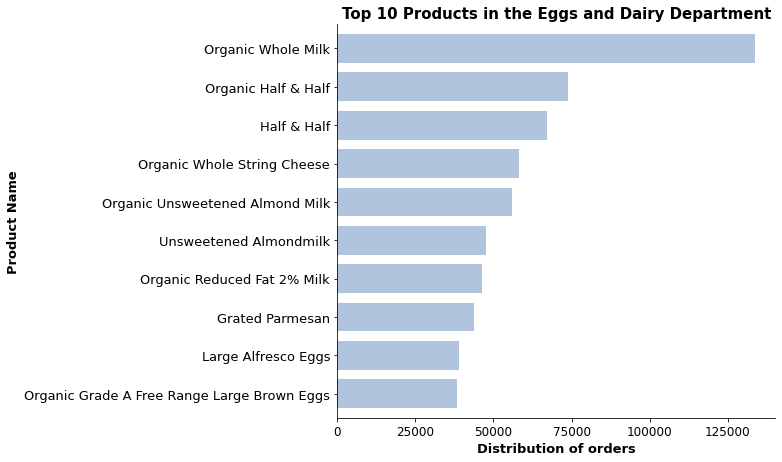 Top 10 Products in the Eggs and Dairy Department
Product Name
Organic Whole Milk
Organic Half & Half
Half & Half
Organic Whole String Cheese
Organic Unsweetened Almond Milk
Unsweetened Almondmilk
Organic Reduced Fat 2% Milk
Grated Parmesan
Large Alfresco Eggs
Organic Grade A Free Range Large Brown Eggs
0 25000 50000 75000 100000 125000
Distribution of orders